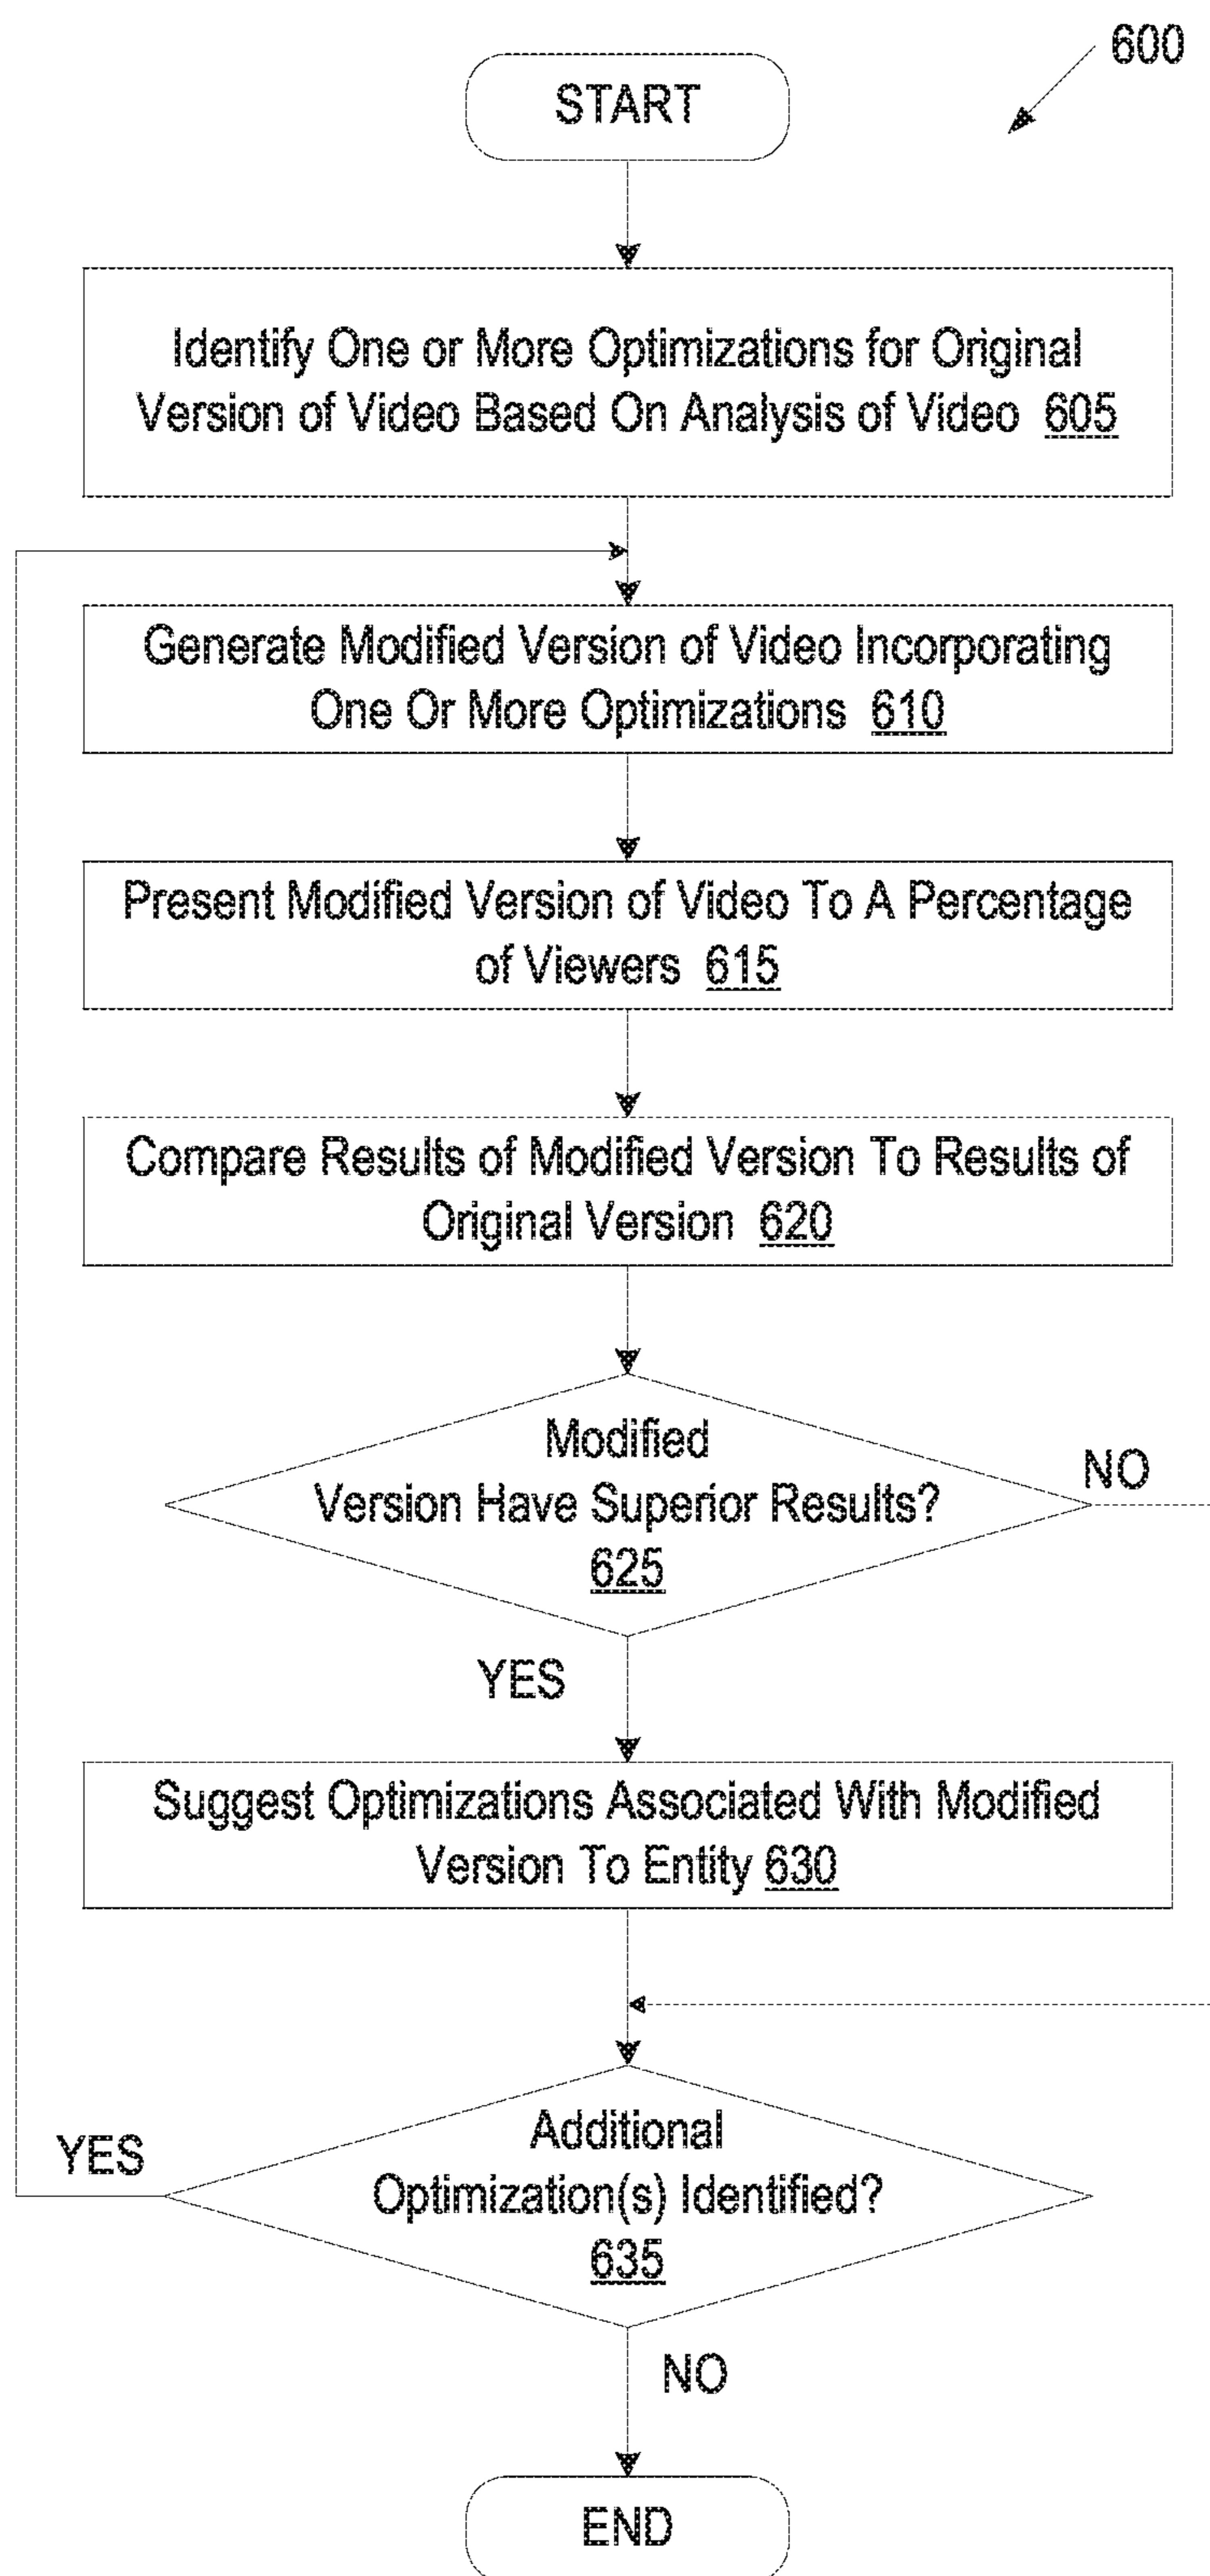 600
START
Identify One or More Optimizations for Original
Version of Video Based On Analysis of Video 605
Generate Modified Version of Video Incorporating
One Or More Optimizations 610
Present Modified Version of Video To A Percentage
of Viewers 615
Compare Results of Modified Version To Results of
Original Version 620
Modified
Version Have Superior Results?
625
NO
YES
Suggest Optimizations Associated With Modified
Version To Entity 630
Additional
Optimization(s) Identified?
635
YES
NO
END